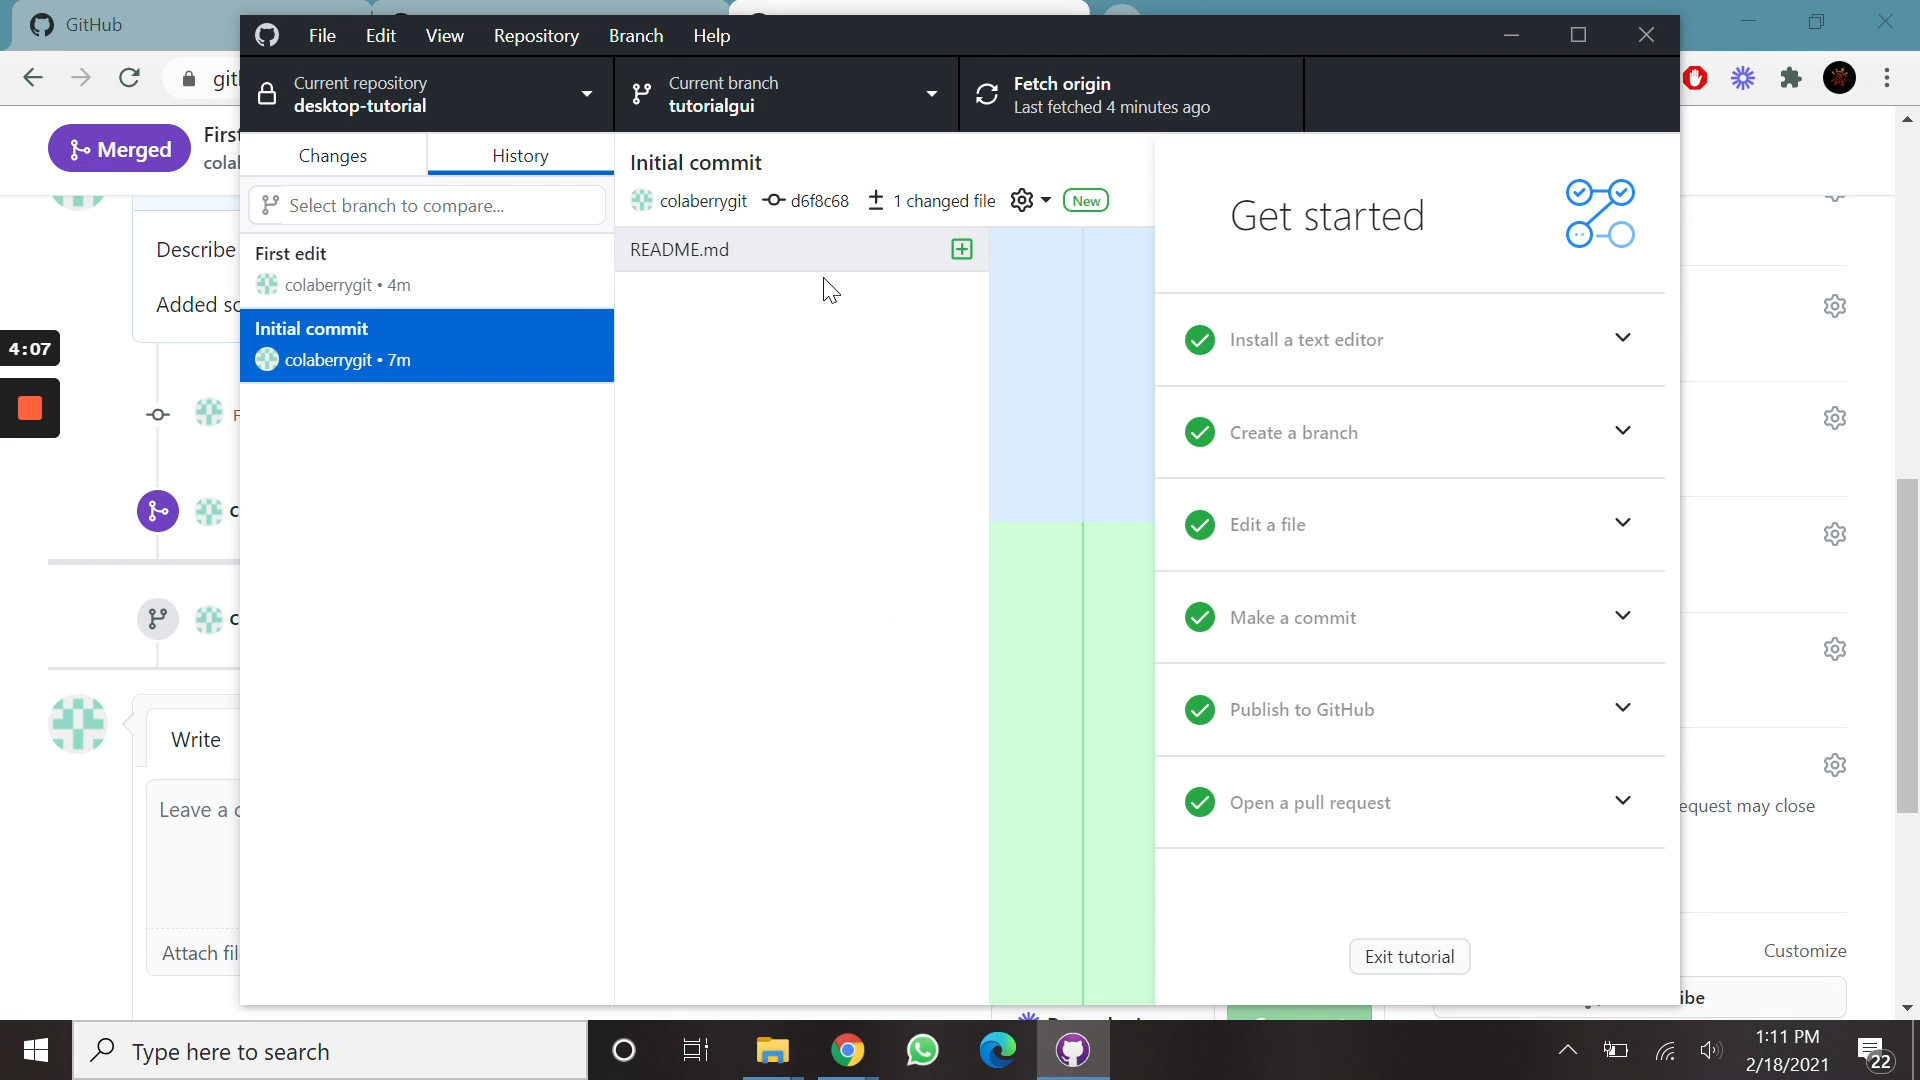 GitHub
File Edit View Repository Branch Help
Current repository
desktop-tutorial
Current branch
tutorialgui
Fetch origin
Last fetched 4 minutes ago
Merged
First
cola
Changes
History
Select branch to compare...
First edit
colaberrygit • 4m
Initial commit
colaberrygit • 7m
Initial commit
colaberrygit d6f8c68 1 changed file New
README.md
Get started
Install a text editor
Create a branch
Edit a file
Make a commit
Publish to GitHub
Open a pull request
Exit tutorial
Describe
Added
4:07
Write
Leave a
Attach
equest may close
Customize
ibe
Type here to search
1:11 PM
2/18/2021
22